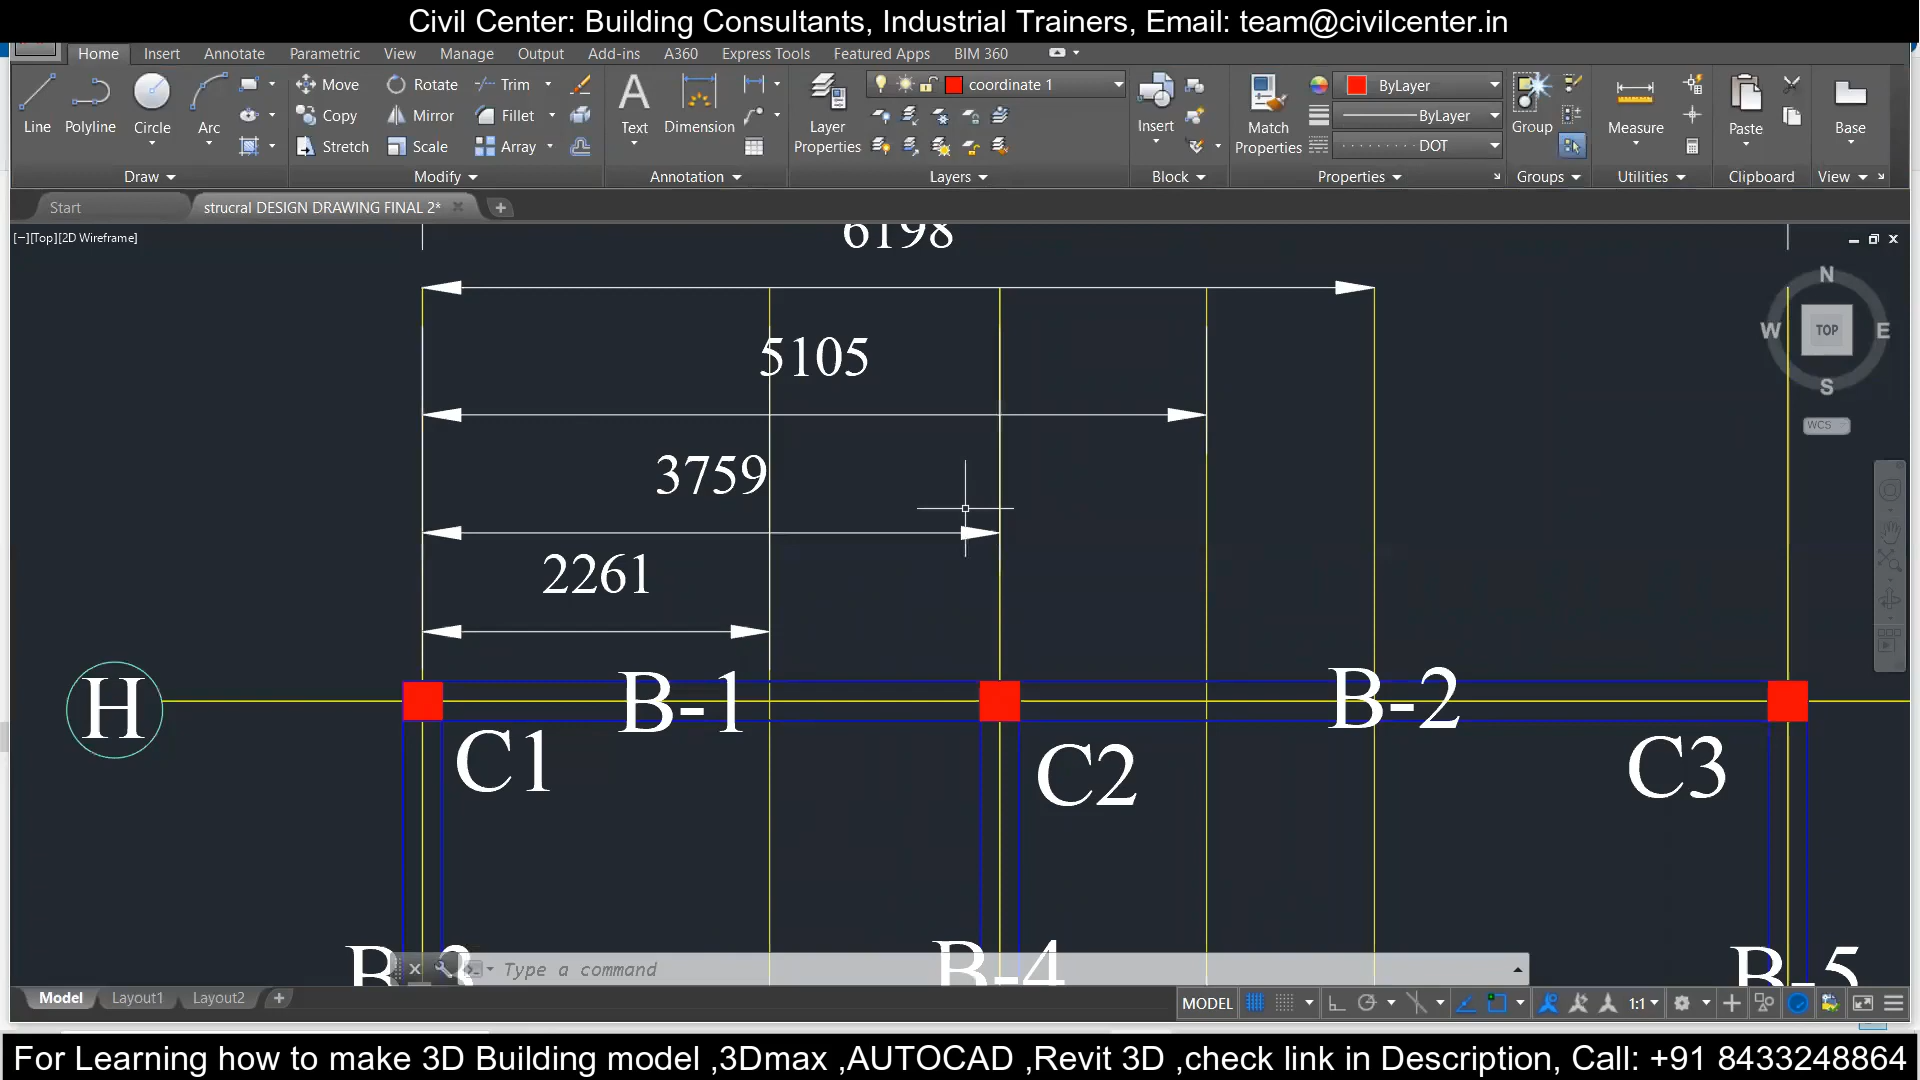 Civil Center: Building Consultants, Industrial Trainers, Email: team@civilcenter.in
Home Insert Annotate Parametric View Manage Output Add-ins A360 Express Tools Featured Apps BIM 360
Line Polyline Circle Arc
Move Rotate Trim
Copy Mirror Fillet
Stretch Scale Array
Text Dimension
Layer Properties
coordinate 1
Insert
Match Properties
ByLayer
ByLayer
DOT
Group
Measure
Paste
Base
Draw Modify Annotation Layers Block Properties Groups Utilities Clipboard View
Start strucral DESIGN DRAWING FINAL 2*
[−][Top][2D Wireframe]
6198
N
W TOP E
S
WCS
5105
3759
2261
H B-1 B-2
C1 C2 C3
B-3 B-4 B-5
Type a command
Model Layout1 Layout2
MODEL 1:1
For Learning how to make 3D Building model ,3Dmax ,AUTOCAD ,Revit 3D ,check link in Description, Call: +91 8433248864